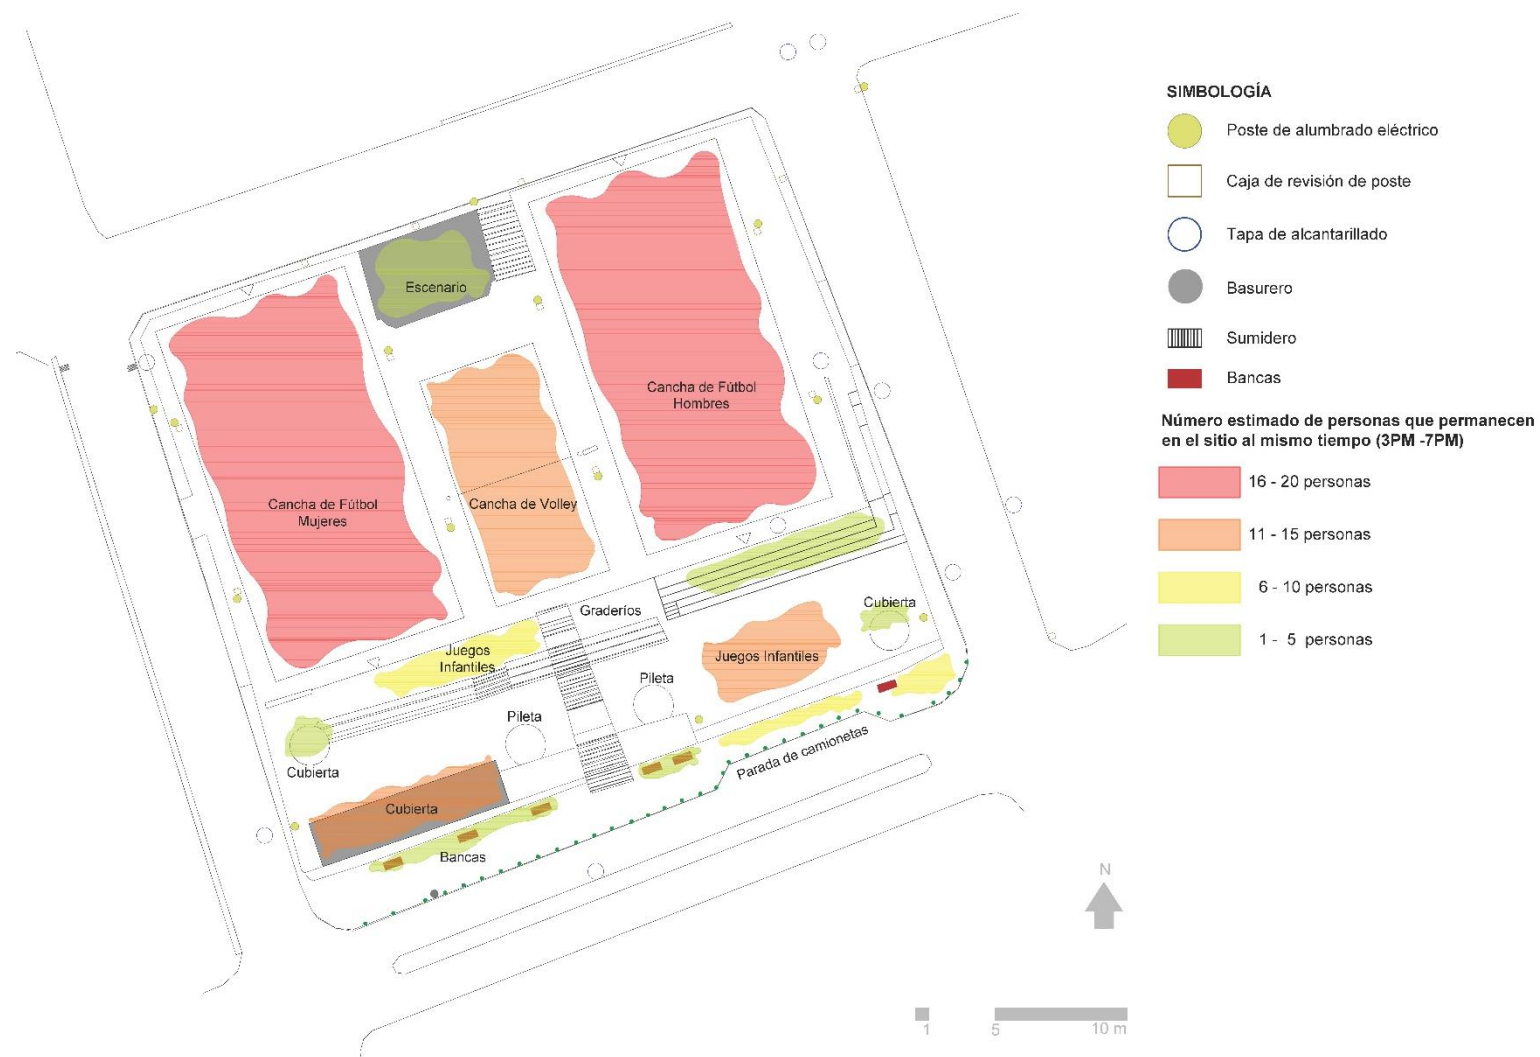 SIMBOLOGÍA
Poste de alumbrado eléctrico
Caja de revisión de poste
Tapa de alcantarillado
Basurero
Sumidero
Bancas
Número estimado de personas que permanecen
en el sitio al mismo tiempo (3PM -7PM)
16 - 20 personas
11 - 15 personas
6 - 10 personas
1 - 5 personas
Escenario
Cancha de Fútbol
Hombres
Cancha de Fútbol
Mujeres
Cancha de Volley
Graderíos
Cubierta
Juegos
Infantiles
Juegos Infantiles
Pileta
Pileta
Cubierta
Parada de camionetas
Cubierta
Bancas
N
1
5
10 m